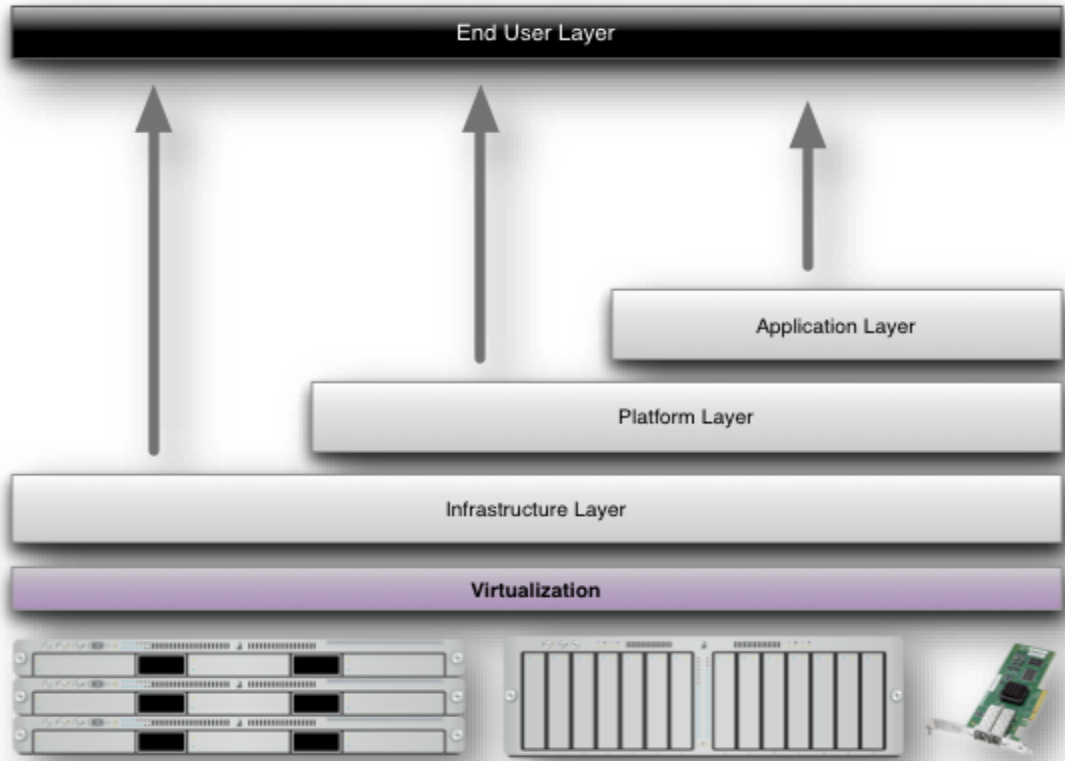 End User Layer
Application Layer
Platform Layer
Infrastructure Layer
Virtualization